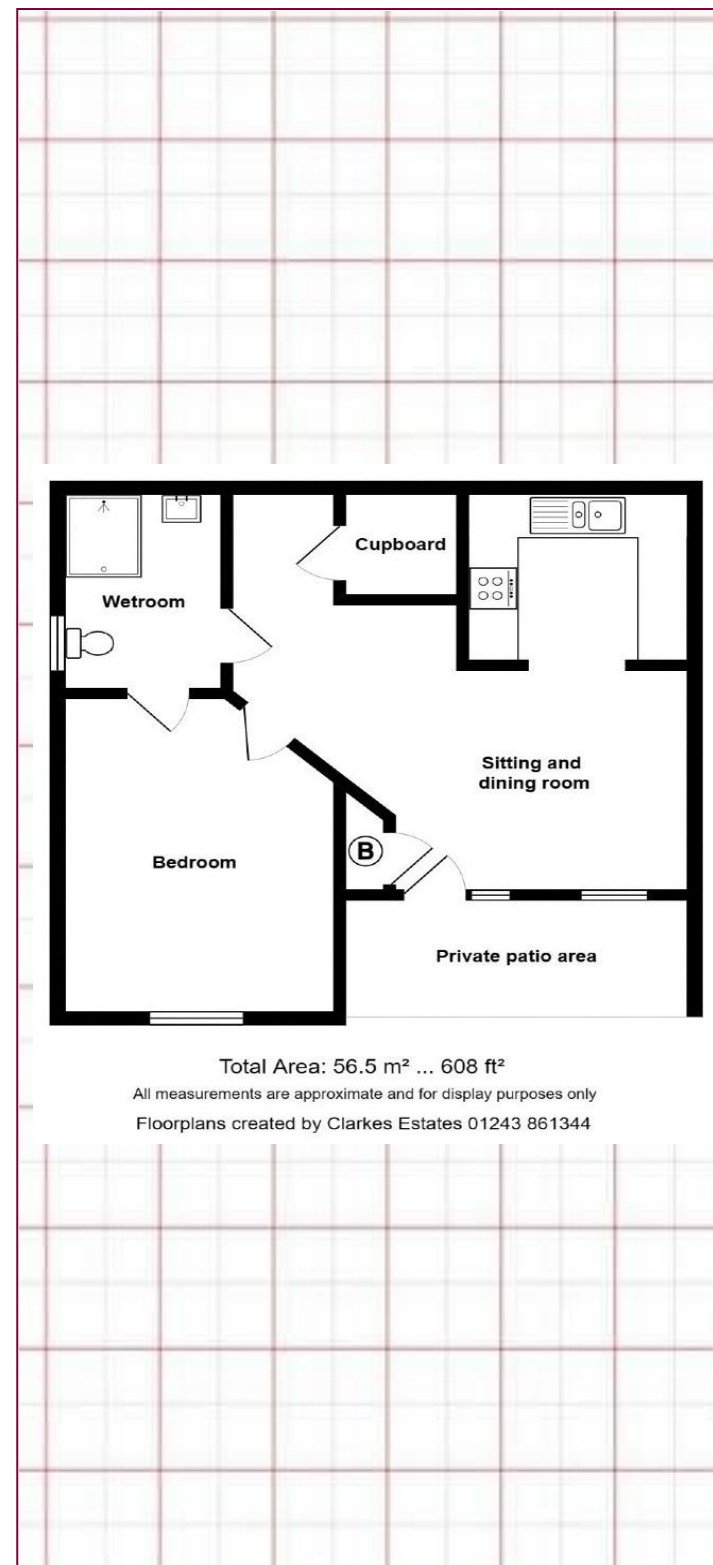 Cupboard
Wetroom
Sitting and
dining room
Bedroom
B
Private patio area
Total Area: 56.5 m² ... 608 ft²
All measurements are approximate and for display purposes only
Floorplans created by Clarkes Estates 01243 861344